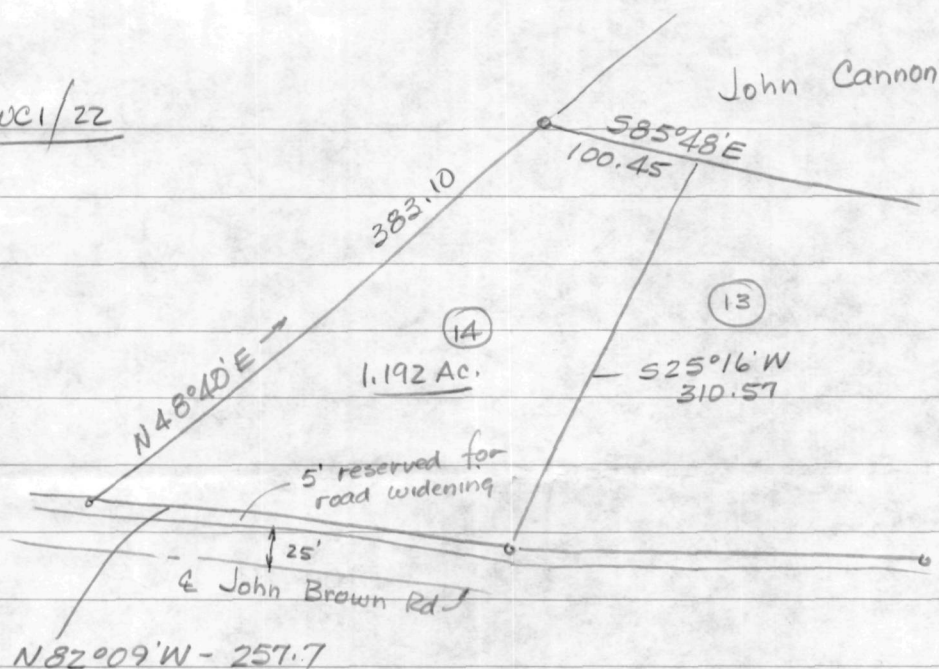 John Cannon
S85°48'E
100.45
383.10
N48°40'E
14
1.192 Ac.
13
S25°16'W
310.57
5' reserved for
road widening
25'
℄ John Brown Rd
N82°09'W - 257.7